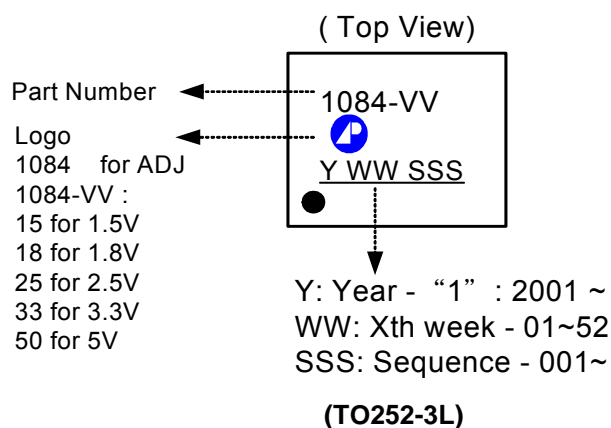 ( Top View)
Part Number
1084-VV
Logo
1084 for ADJ
1084-VV :
15 for 1.5V
18 for 1.8V
25 for 2.5V
33 for 3.3V
50 for 5V
Y WW SSS
Y: Year - “1” : 2001 ~
WW: Xth week - 01~52
SSS: Sequence - 001~
(TO252-3L)